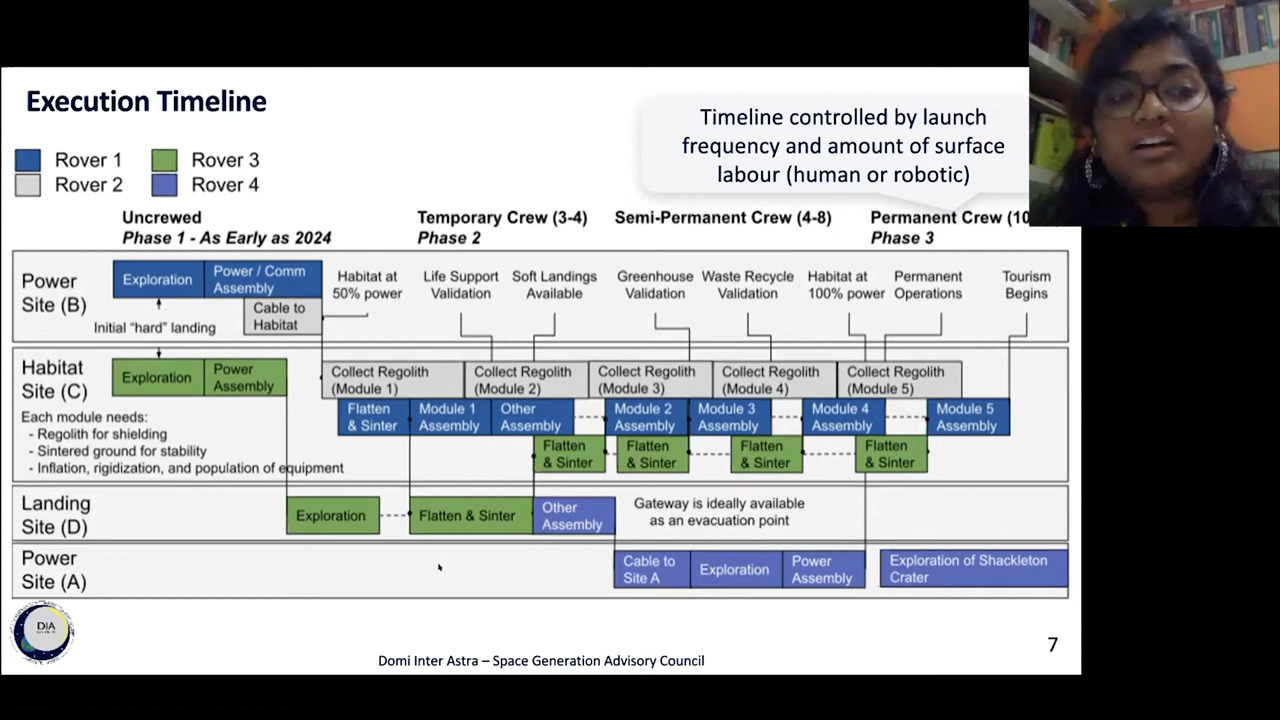 Execution Timeline
Timeline controlled by launch
frequency and amount of surface
labour (human or robotic)
Rover 1
Rover 3
Rover 2
Rover 4
Uncrewed
Phase 1 - As Early as 2024
Temporary Crew (3-4)
Phase 2
Semi-Permanent Crew (4-8)
Permanent Crew (10
Phase 3
Power
Site (B)
Exploration
Power / Comm
Assembly
Cable to
Habitat
Initial “hard” landing
Habitat at
50% power
Life Support
Validation
Soft Landings
Available
Greenhouse
Validation
Waste Recycle
Validation
Habitat at
100% power
Permanent
Operations
Tourism
Begins
Habitat
Site (C)
Exploration
Power
Assembly
Each module needs:
- Regolith for shielding
- Sintered ground for stability
- Inflation, rigidization, and population of equipment
Collect Regolith
(Module 1)
Collect Regolith
(Module 2)
Collect Regolith
(Module 3)
Collect Regolith
(Module 4)
Collect Regolith
(Module 5)
Flatten
& Sinter
Module 1
Assembly
Other
Assembly
Module 2
Assembly
Module 3
Assembly
Module 4
Assembly
Module 5
Assembly
Flatten
& Sinter
Flatten
& Sinter
Flatten
& Sinter
Flatten
& Sinter
Landing
Site (D)
Exploration
Flatten & Sinter
Other
Assembly
Gateway is ideally available
as an evacuation point
Power
Site (A)
Cable to
Site A
Exploration
Power
Assembly
Exploration of Shackleton
Crater
DIA
Domi Inter Astra – Space Generation Advisory Council
7